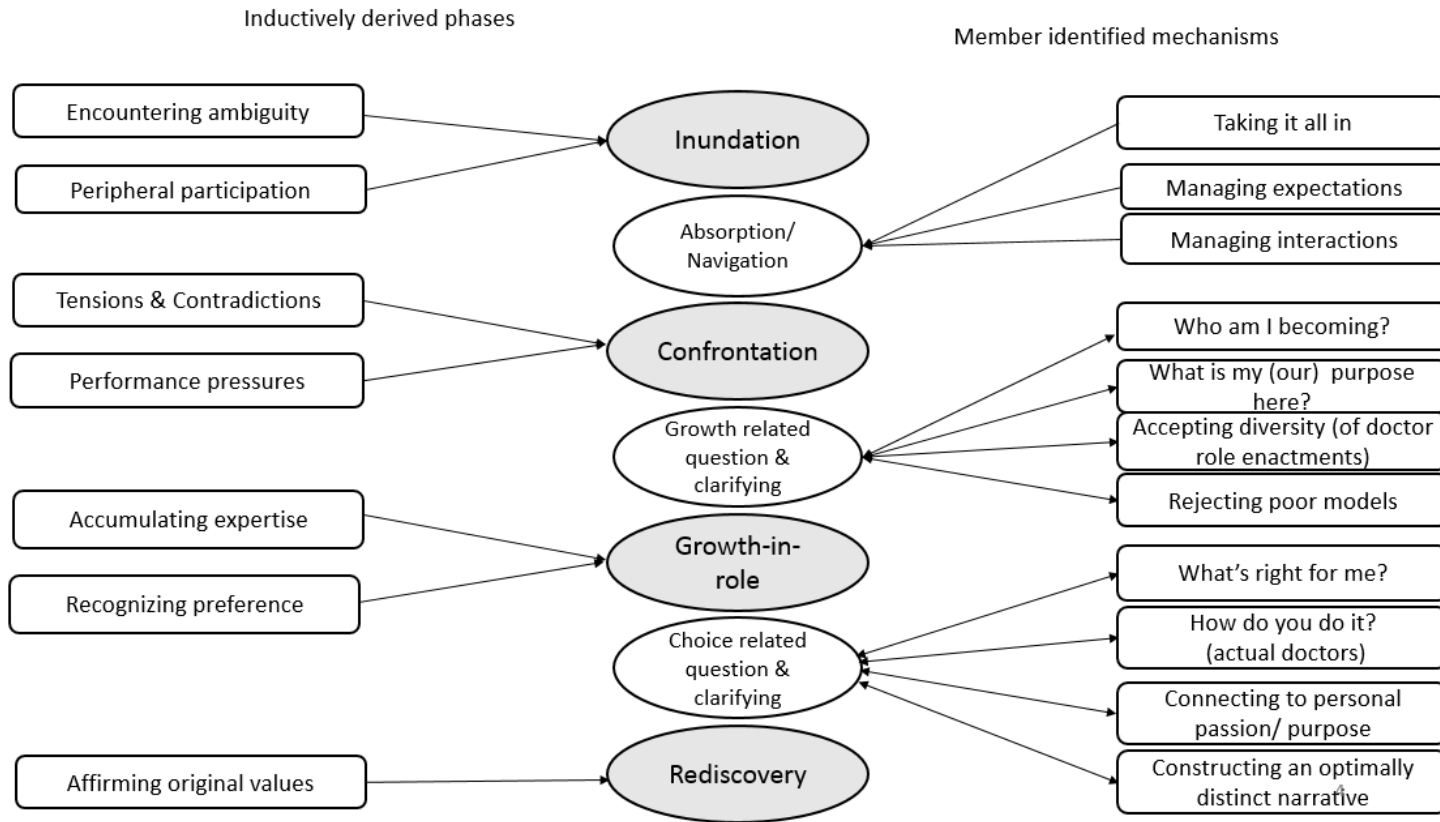 Inductively derived phases
Member identified mechanisms
Encountering ambiguity
Peripheral participation
Inundation
Absorption/
Navigation
Taking it all in
Managing expectations
Managing interactions
Tensions & Contradictions
Performance pressures
Confrontation
Growth related
question &
clarifying
Who am I becoming?
What is my (our)  purpose
here?
Accepting diversity (of doctor
role enactments)
Rejecting poor models
Accumulating expertise
Recognizing preference
Growth-in-
role
Choice related
question &
clarifying
What’s right for me?
How do you do it?
(actual doctors)
Connecting to personal
passion/ purpose
Constructing an optimally
distinct narrative
Affirming original values
Rediscovery